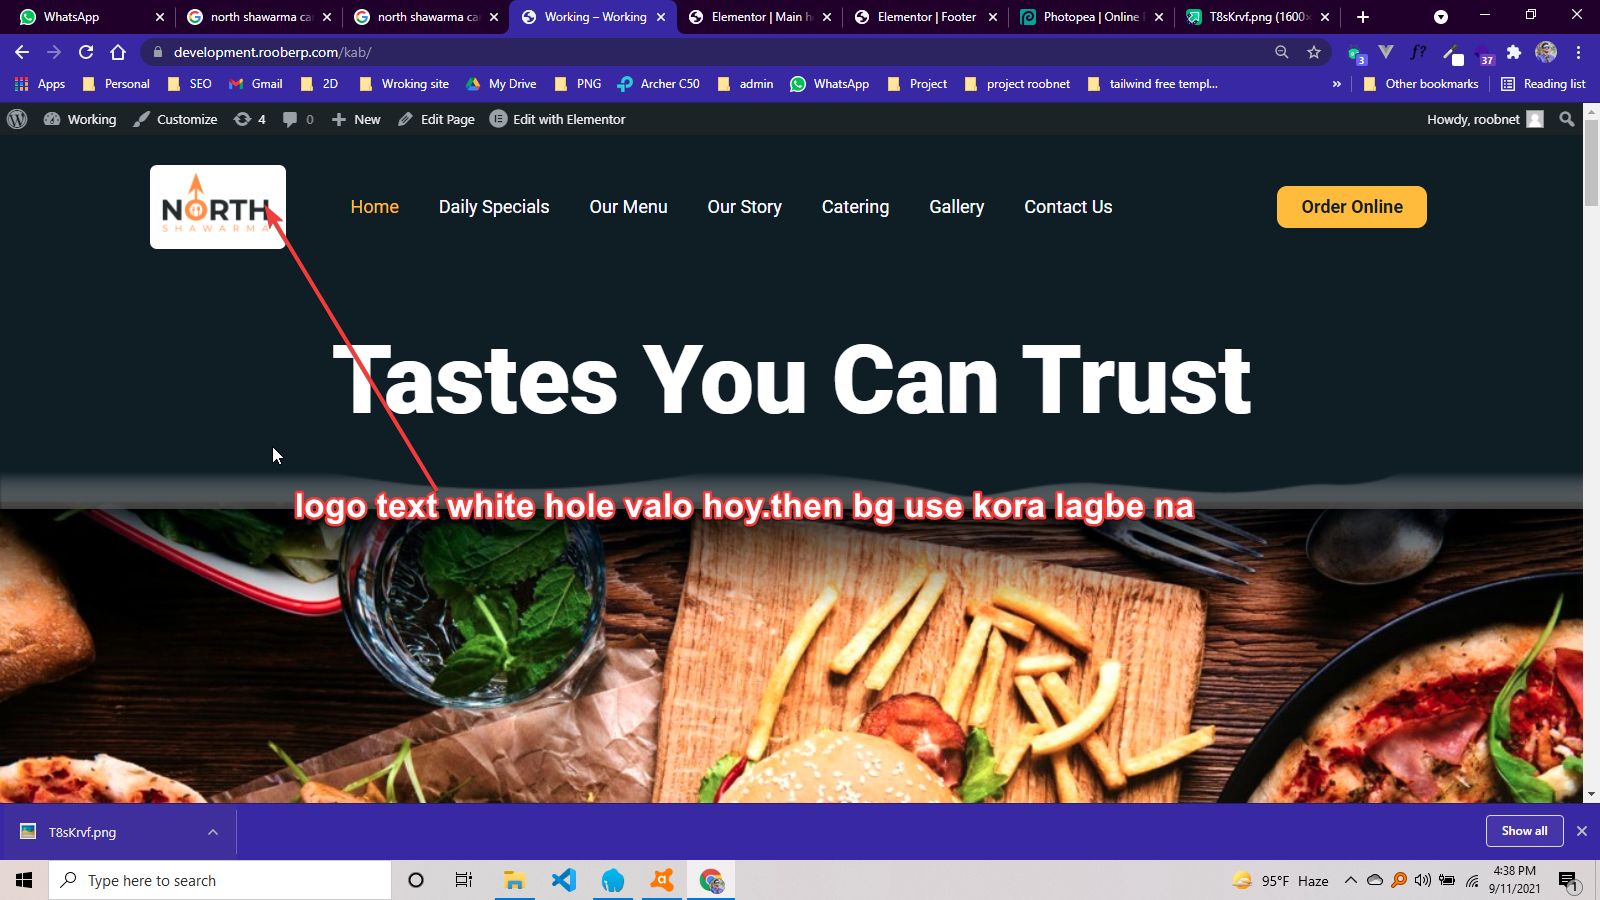 WhatsApp
north shawarma ca
north shawarma ca
Working – Working
Elementor | Main h
Elementor | Footer
Photopea | Online
T8sKrvf.png (1600×
development.rooberp.com/kab/
3
f?
37
Apps
Personal
SEO
Gmail
2D
Wroking site
My Drive
PNG
Archer C50
admin
WhatsApp
Project
project roobnet
tailwind free templ...
»
Other bookmarks
Reading list
Working
Customize
4
0
New
Edit Page
Edit with Elementor
Howdy, roobnet
NORTH
SHAWARMA
Home
Daily Specials
Our Menu
Our Story
Catering
Gallery
Contact Us
Order Online
Tastes You Can Trust
logo text white hole valo hoy.then bg use kora lagbe na
T8sKrvf.png
Show all
Type here to search
95°F Haze
4:38 PM
9/11/2021
1